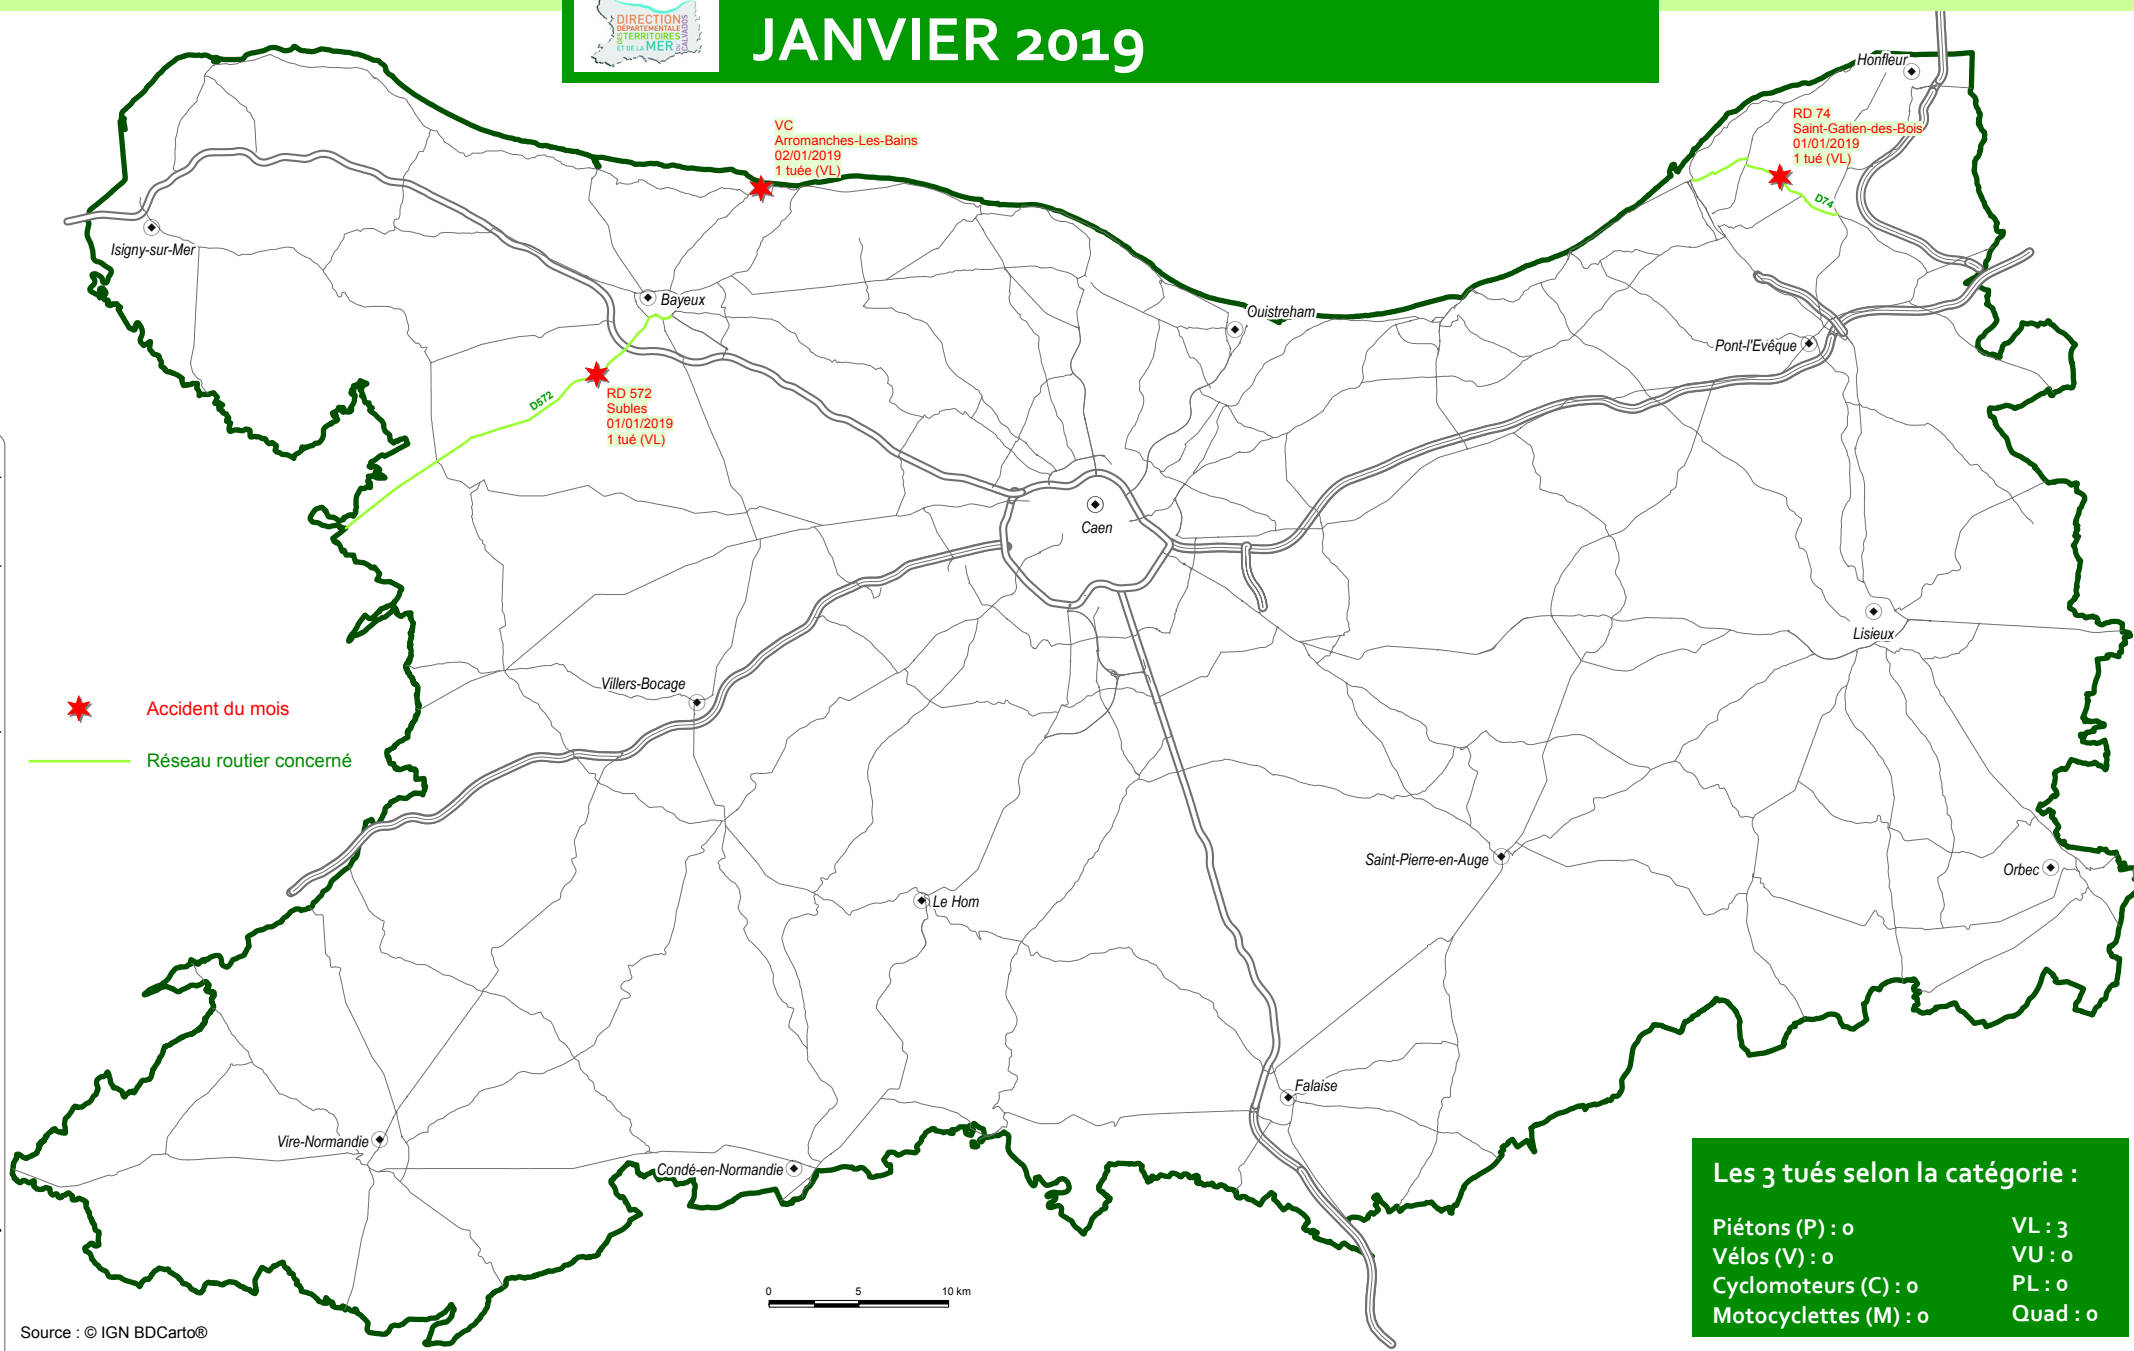 DIRECTION
DÉPARTEMENTALE
DES TERRITOIRES
ET DE LA MER
DU CALVADOS
JANVIER 2019
Honfleur
RD 74
Saint-Gatien-des-Bois
01/01/2019
1 tué (VL)
VC
Arromanches-Les-Bains
02/01/2019
1 tuée (VL)
D74
Isigny-sur-Mer
Bayeux
Ouistreham
Pont-l'Evêque
D572
RD 572
Subles
01/01/2019
1 tué (VL)
Caen
Lisieux
Villers-Bocage
Accident du mois
Réseau routier concerné
Saint-Pierre-en-Auge
Orbec
Le Hom
Falaise
Vire-Normandie
Condé-en-Normandie
Les 3 tués selon la catégorie :
Piétons (P) : 0
Vélos (V) : 0
Cyclomoteurs (C) : 0
Motocyclettes (M) : 0
VL : 3
VU : 0
PL : 0
Quad : 0
0 5 10 km
Source : © IGN BDCarto®